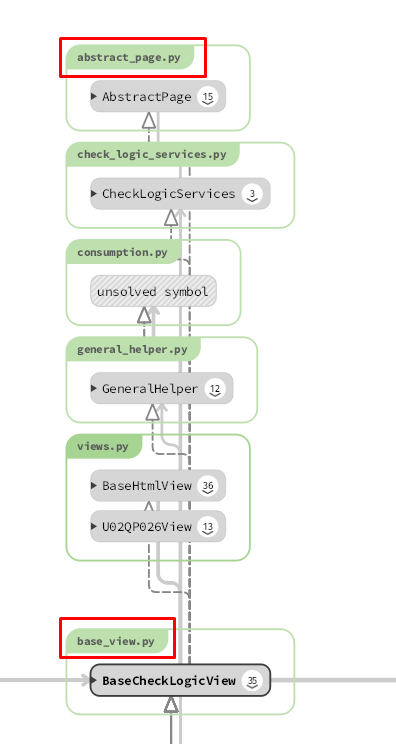 abstract_page.py
AbstractPage 15
check_logic_services.py
CheckLogicServices 3
consumption.py
unsolved symbol
general_helper.py
GeneralHelper 12
views.py
BaseHtmlView 36
U02QP026View 13
base_view.py
BaseCheckLogicView 35